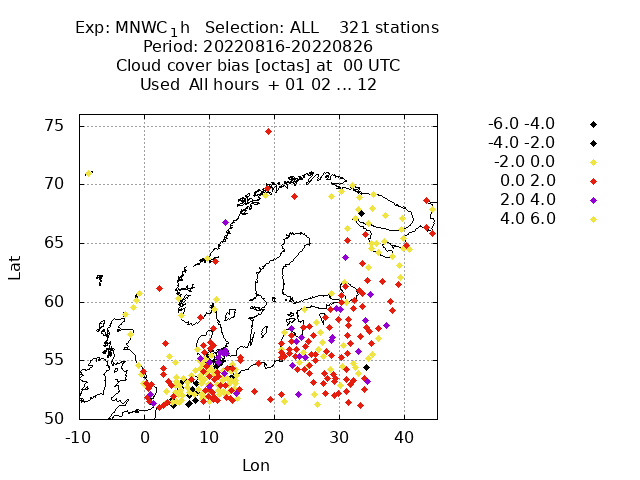 Exp: MNWC_1h Selection: ALL 321 stations
Period: 20220816-20220826
Cloud cover bias [octas] at 00 UTC
Used All hours + 01 02 ... 12
-6.0 -4.0
-4.0 -2.0
-2.0 0.0
0.0 2.0
2.0 4.0
4.0 6.0
75
70
65
60
55
50
Lat
-10 0 10 20 30 40
Lon